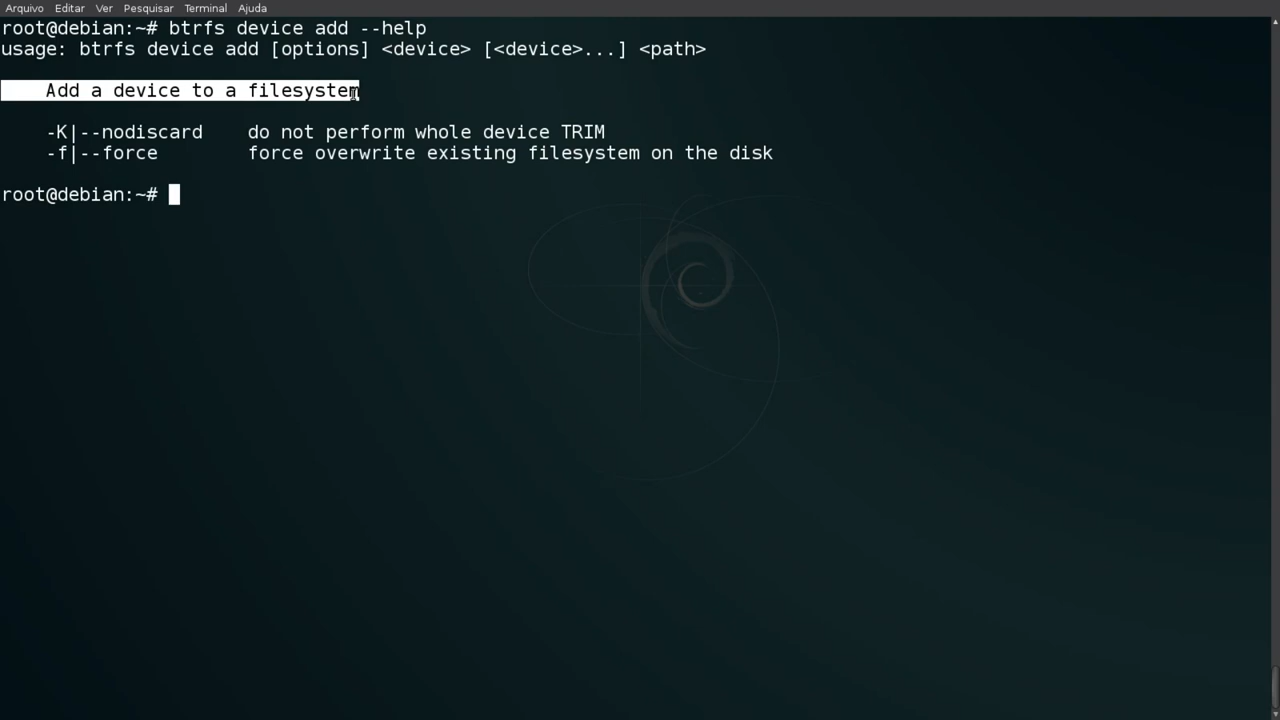 Arquivo Editar Ver Pesquisar Terminal Ajuda
root@debian:~# btrfs device add --help
usage: btrfs device add [options] <device> [<device>...] <path>
Add a device to a filesystem
-K|--nodiscard    do not perform whole device TRIM
-f|--force        force overwrite existing filesystem on the disk
root@debian:~#